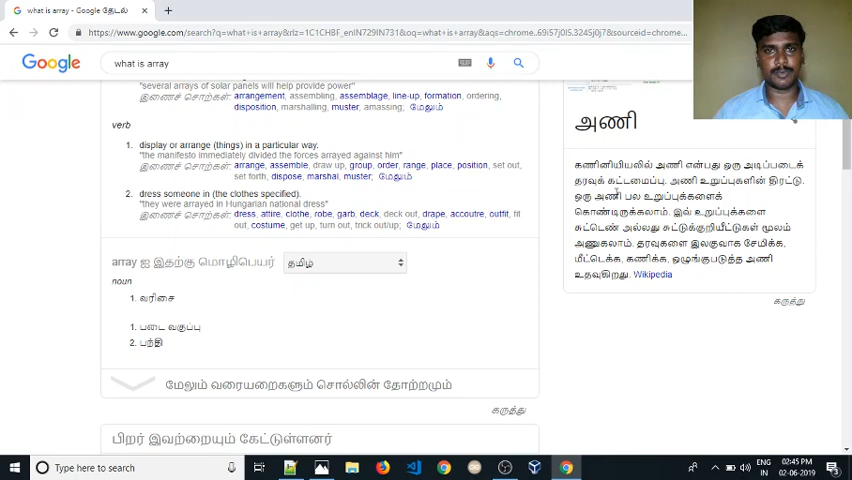 what is array - Google தேடல்
https://www.google.com/search?q=what+is+array&rlz=1C1CHBF_enIN729IN731&oq=what+is+array&aqs=chrome..69i57j0l5.3245j0j7&sourceid=chrome...
Google
what is array
"several arrays of solar panels will help provide power"
இணைச் சொற்கள்: arrangement, assembling, assemblage, line-up, formation, ordering,
disposition, marshalling, muster, amassing; மேலும்
verb
1. display or arrange (things) in a particular way.
"the manifesto immediately divided the forces arrayed against him"
இணைச் சொற்கள்: arrange, assemble, draw up, group, order, range, place, position, set out,
set forth, dispose, marshal, muster; மேலும்
2. dress someone in (the clothes specified).
"they were arrayed in Hungarian national dress"
இணைச் சொற்கள்: dress, attire, clothe, robe, garb, deck, deck out, drape, accoutre, outfit, fit
out, costume, get up, turn out, trick out/up; மேலும்
array ஐ இதற்கு மொழிபெயர் தமிழ்
noun
1. வரிசை
1. படை வகுப்பு
2. பந்தி
மேலும் வரையறைகளும் சொல்லின் தோற்றமும்
கருத்து
பிறர் இவற்றையும் கேட்டுள்ளனர்
அணி
கணினியியலில் அணி என்பது ஒரு அடிப்படைத்
தரவுக் கட்டமைப்பு. அணி உறுப்புகளின் திரட்டு.
ஒரு அணி பல உறுப்புக்களைக்
கொண்டிருக்கலாம். இவ் உறுப்புக்களை
சுட்டெண் அல்லது சுட்டுக்குறியீட்டுகள் மூலம்
அணுகலாம். தரவுகளை இலகுவாக சேமிக்க,
மீட்டெக்க, கணிக்க, ஒழுங்குபடுத்த அணி
உதவுகிறது. Wikipedia
கருத்து
Type here to search
ENG
IN
02:45 PM
02-06-2019
3